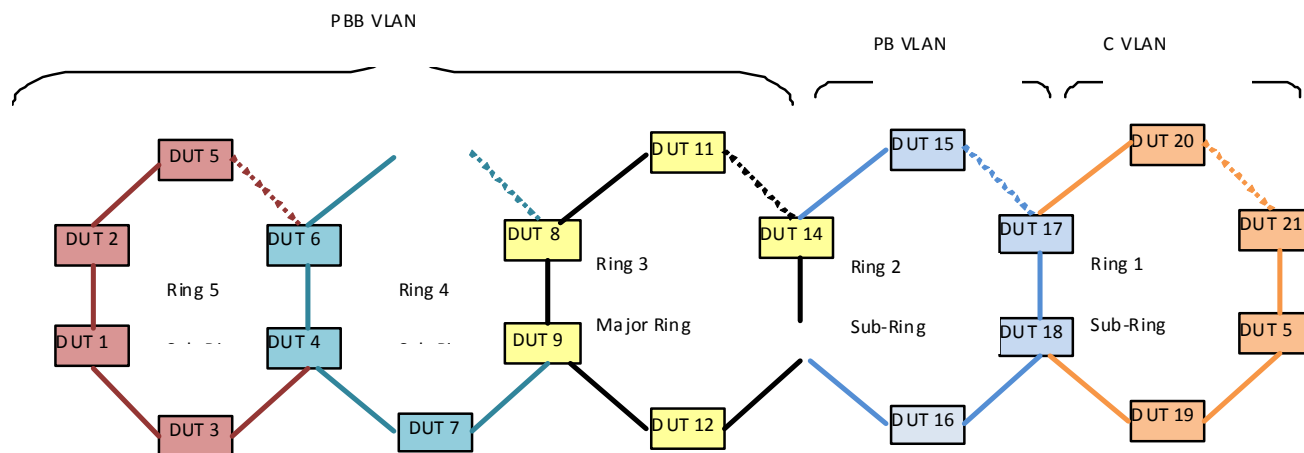 PBB VLAN
PB VLAN
C VLAN
DUT 5
DUT 11
DUT 15
DUT 20
DUT 2
DUT 6
DUT 8
DUT 14
DUT 17
DUT 21
Ring 5
Ring 4
Ring 3
Ring 2
Ring 1
Major Ring
Sub-Ring
Sub-Ring
DUT 1
DUT 4
DUT 9
DUT 18
DUT 5
DUT 3
DUT 7
DUT 12
DUT 16
DUT 19